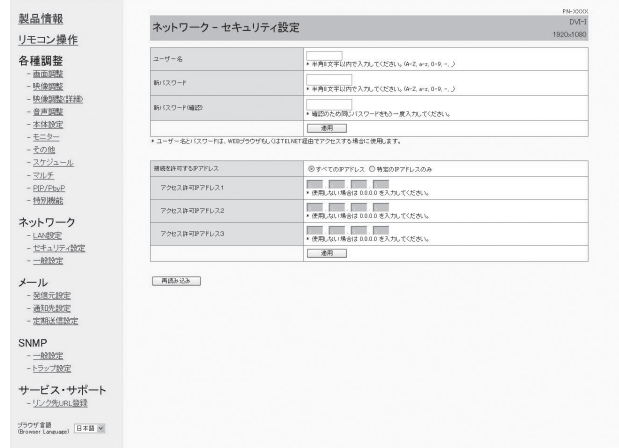 製品情報
リモコン操作
各種調整
- 画面調整
- 映像調整
- 映像調整(詳細)
- 音声調整
- 本体設定
- モニター
- その他
- スケジュール
- マルチ
- PIP/PbyP
- 特別機能
ネットワーク
- LAN設定
- セキュリティ設定
- 一般設定
メール
- 発信元設定
- 通知先設定
- 定期送信設定
SNMP
- 一般設定
- トラップ設定
サービス・サポート
- リンク先URL登録
ブラウザ言語
(Browser Language) 日本語
PN-XXXX
ネットワーク - セキュリティ設定
DVI-I
1920x1080
ユーザー名
* 半角8文字以内で入力してください。(A-Z, a-z, 0-9, -, _)
新パスワード
* 半角8文字以内で入力してください。(A-Z, a-z, 0-9, -, _)
新パスワード(確認)
* 確認のため同じパスワードをもう一度入力してください。
適用
* ユーザー名とパスワードは、WEBブラウザもしくはTELNET経由でアクセスする場合に使用します。
接続を許可するIPアドレス
すべてのIPアドレス 特定のIPアドレスのみ
アクセス許可IPアドレス1
* 使用しない場合は 0.0.0.0 を入力してください。
アクセス許可IPアドレス2
* 使用しない場合は 0.0.0.0 を入力してください。
アクセス許可IPアドレス3
* 使用しない場合は 0.0.0.0 を入力してください。
適用
再読み込み